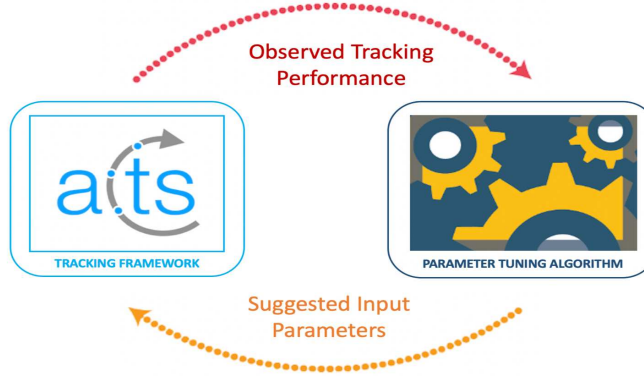 Observed Tracking
Performance
acts
TRACKING FRAMEWORK
PARAMETER TUNING ALGORITHM
Suggested Input
Parameters